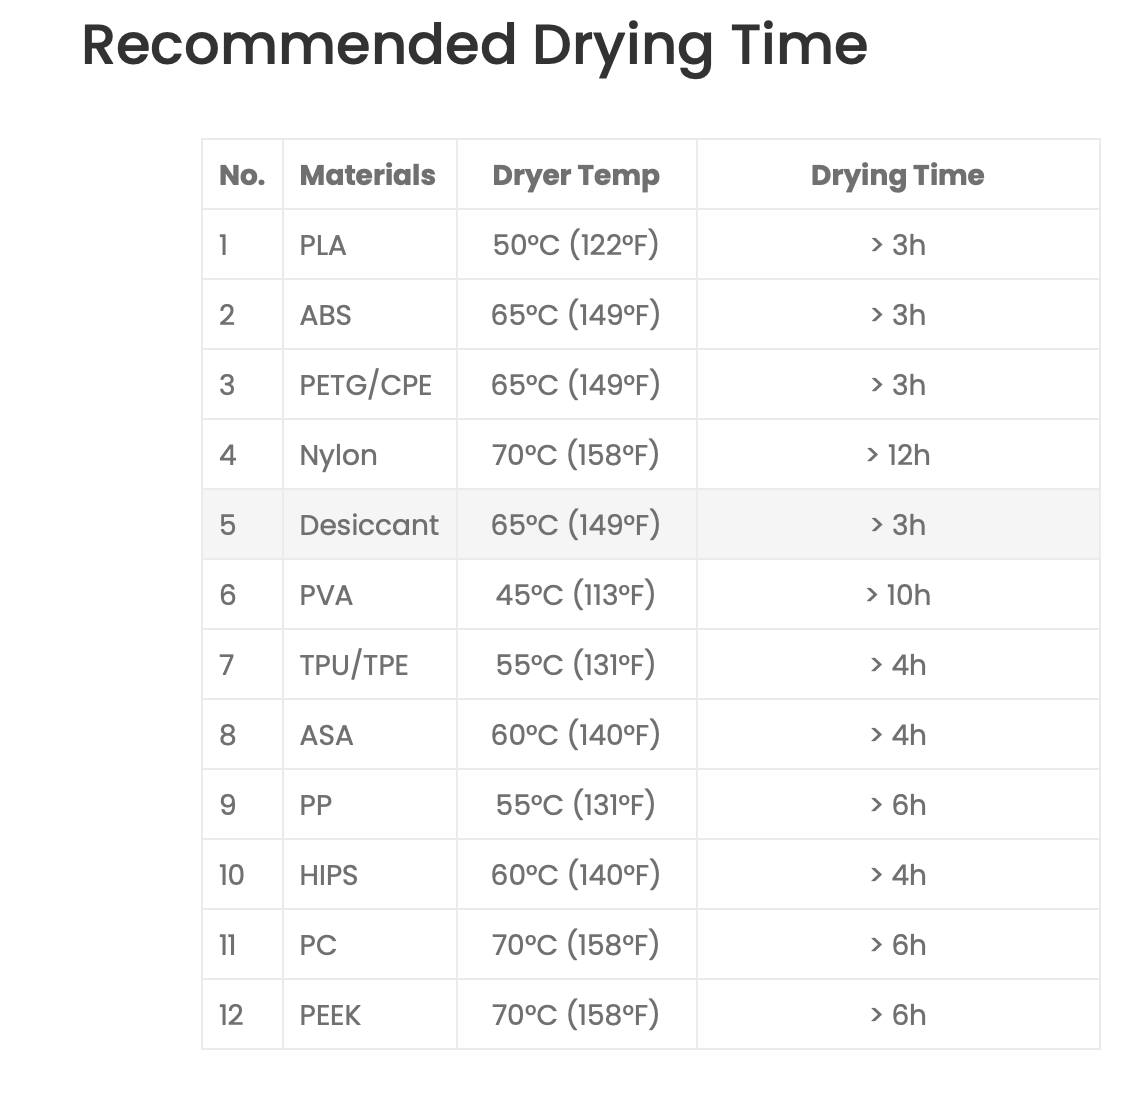 Recommended Drying Time
No. Materials Dryer Temp Drying Time
1 PLA 50°C (122°F) > 3h
2 ABS 65°C (149°F) > 3h
3 PETG/CPE 65°C (149°F) > 3h
4 Nylon 70°C (158°F) > 12h
5 Desiccant 65°C (149°F) > 3h
6 PVA 45°C (113°F) > 10h
7 TPU/TPE 55°C (131°F) > 4h
8 ASA 60°C (140°F) > 4h
9 PP 55°C (131°F) > 6h
10 HIPS 60°C (140°F) > 4h
11 PC 70°C (158°F) > 6h
12 PEEK 70°C (158°F) > 6h